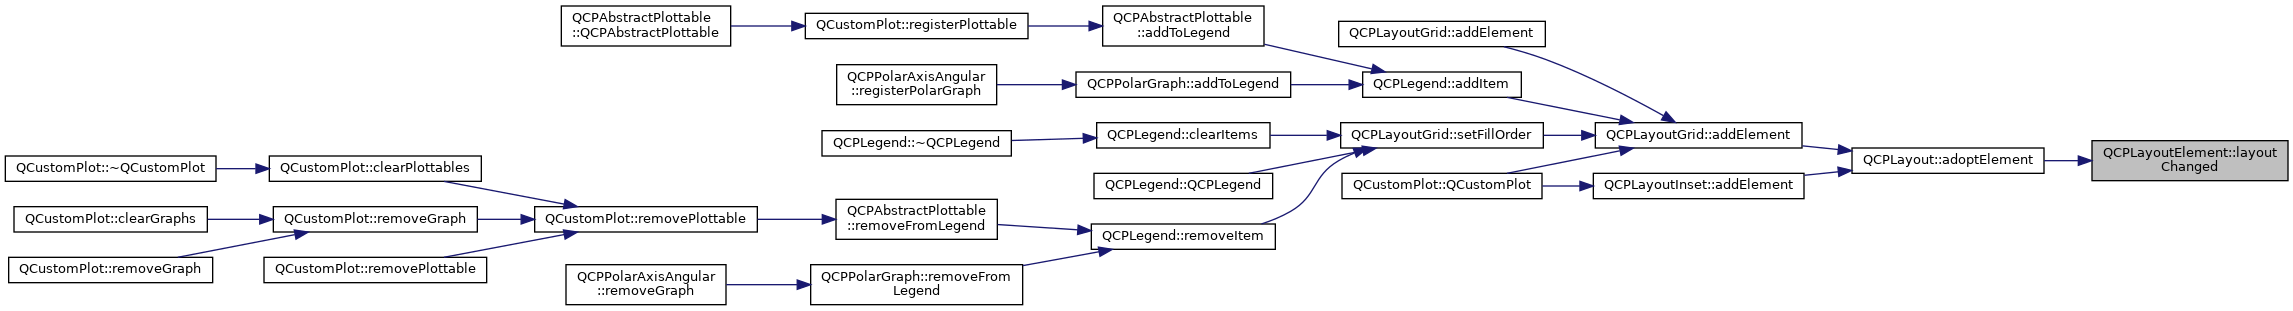 QCPAbstractPlottable
::QCPAbstractPlottable
QCustomPlot::registerPlottable
QCPAbstractPlottable
::addToLegend
QCPLayoutGrid::addElement
QCPPolarAxisAngular
::registerPolarGraph
QCPPolarGraph::addToLegend
QCPLegend::addItem
QCPLegend::~QCPLegend
QCPLegend::clearItems
QCPLayoutGrid::setFillOrder
QCPLayoutGrid::addElement
QCPLayout::adoptElement
QCPLayoutElement::layout
Changed
QCustomPlot::~QCustomPlot
QCustomPlot::clearPlottables
QCPLegend::QCPLegend
QCustomPlot::QCustomPlot
QCPLayoutInset::addElement
QCustomPlot::clearGraphs
QCustomPlot::removeGraph
QCustomPlot::removePlottable
QCPAbstractPlottable
::removeFromLegend
QCPLegend::removeItem
QCustomPlot::removeGraph
QCustomPlot::removePlottable
QCPPolarAxisAngular
::removeGraph
QCPPolarGraph::removeFrom
Legend